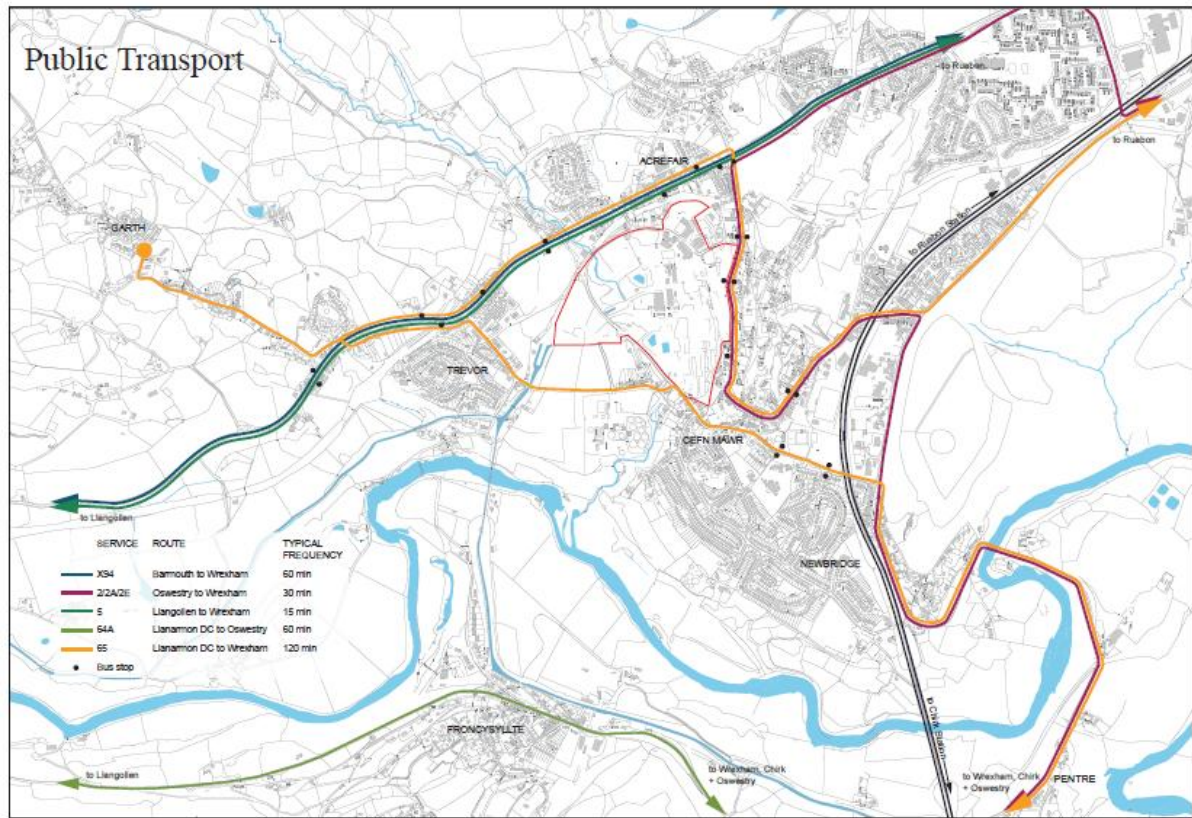 Public Transport
to Ruabon
ACREFAIR
to Ruabon
GARTH
to Ruabon Station
TREVOR
CEFN MAWR
to Llangollen
NEWBRIDGE
SERVICE ROUTE TYPICAL FREQUENCY
X94 Barmouth to Wrexham 60 min
2/2A/2E Oswestry to Wrexham 30 min
5 Llangollen to Wrexham 15 min
64A Llanarmon DC to Oswestry 60 min
65 Llanarmon DC to Wrexham 120 min
Bus stop
to Chirk Station
FRONCYSYLLTE
to Llangollen
to Wrexham, Chirk
+ Oswestry
to Wrexham, Chirk
+ Oswestry
PENTRE